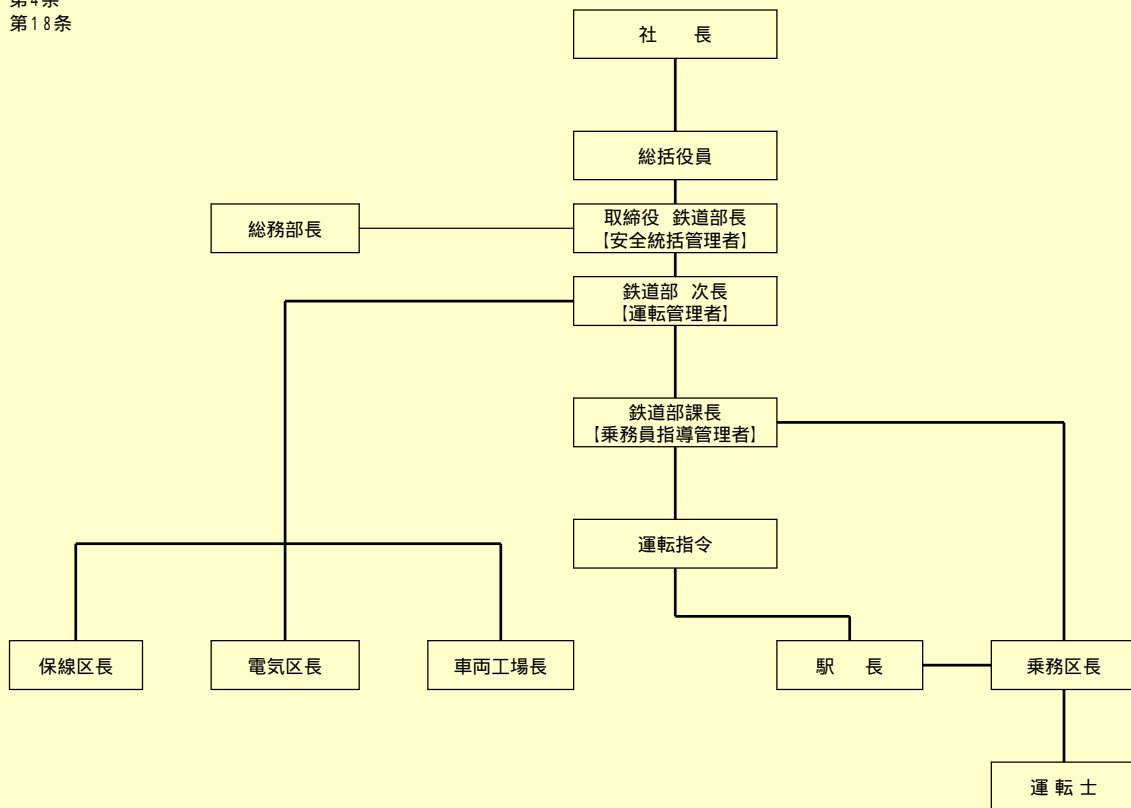 第4条
第18条
社　長
総括役員
総務部長
取締役 鉄道部長
【安全統括管理者】
鉄道部 次長
【運転管理者】
鉄道部課長
【乗務員指導管理者】
運転指令
保線区長
電気区長
車両工場長
駅　長
乗務区長
運転士